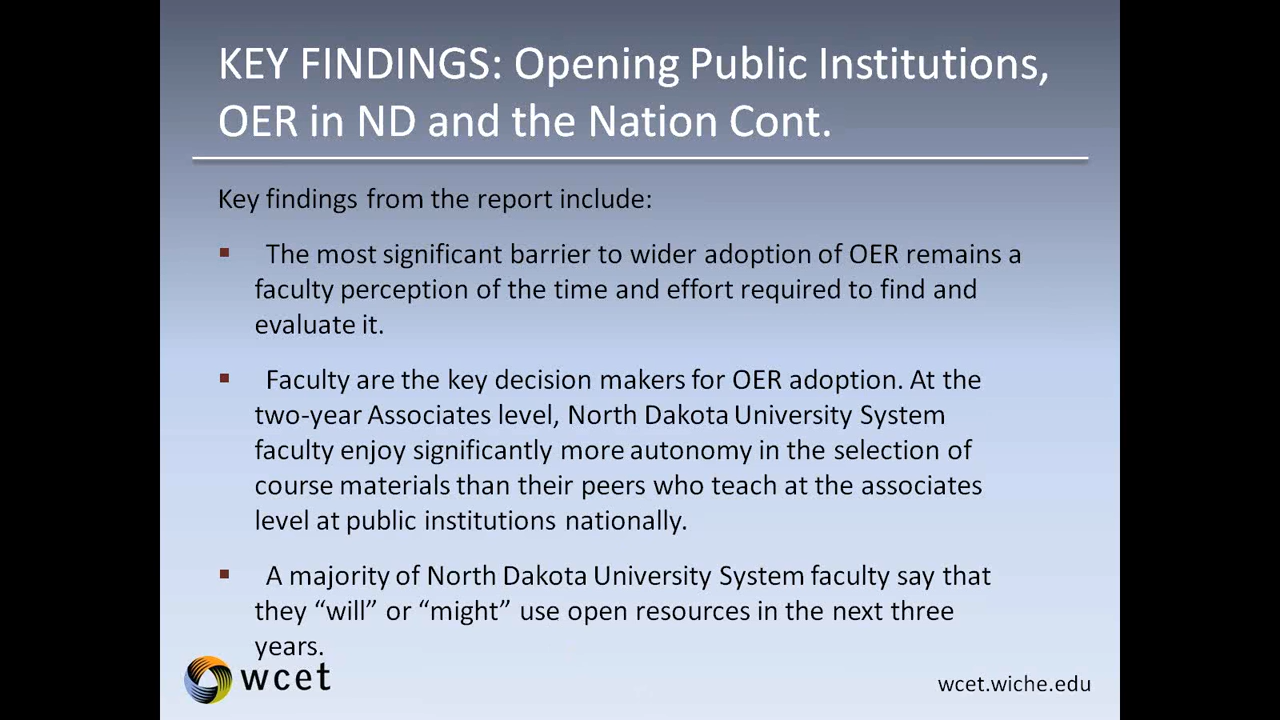 KEY FINDINGS: Opening Public Institutions,
OER in ND and the Nation Cont.
Key findings from the report include:
▪ The most significant barrier to wider adoption of OER remains a
faculty perception of the time and effort required to find and
evaluate it.
▪ Faculty are the key decision makers for OER adoption. At the
two-year Associates level, North Dakota University System
faculty enjoy significantly more autonomy in the selection of
course materials than their peers who teach at the associates
level at public institutions nationally.
▪ A majority of North Dakota University System faculty say that
they “will” or “might” use open resources in the next three
years.
wcet
wcet.wiche.edu